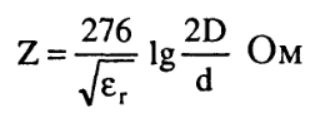 Z = 276/√εr lg 2D/d Ом